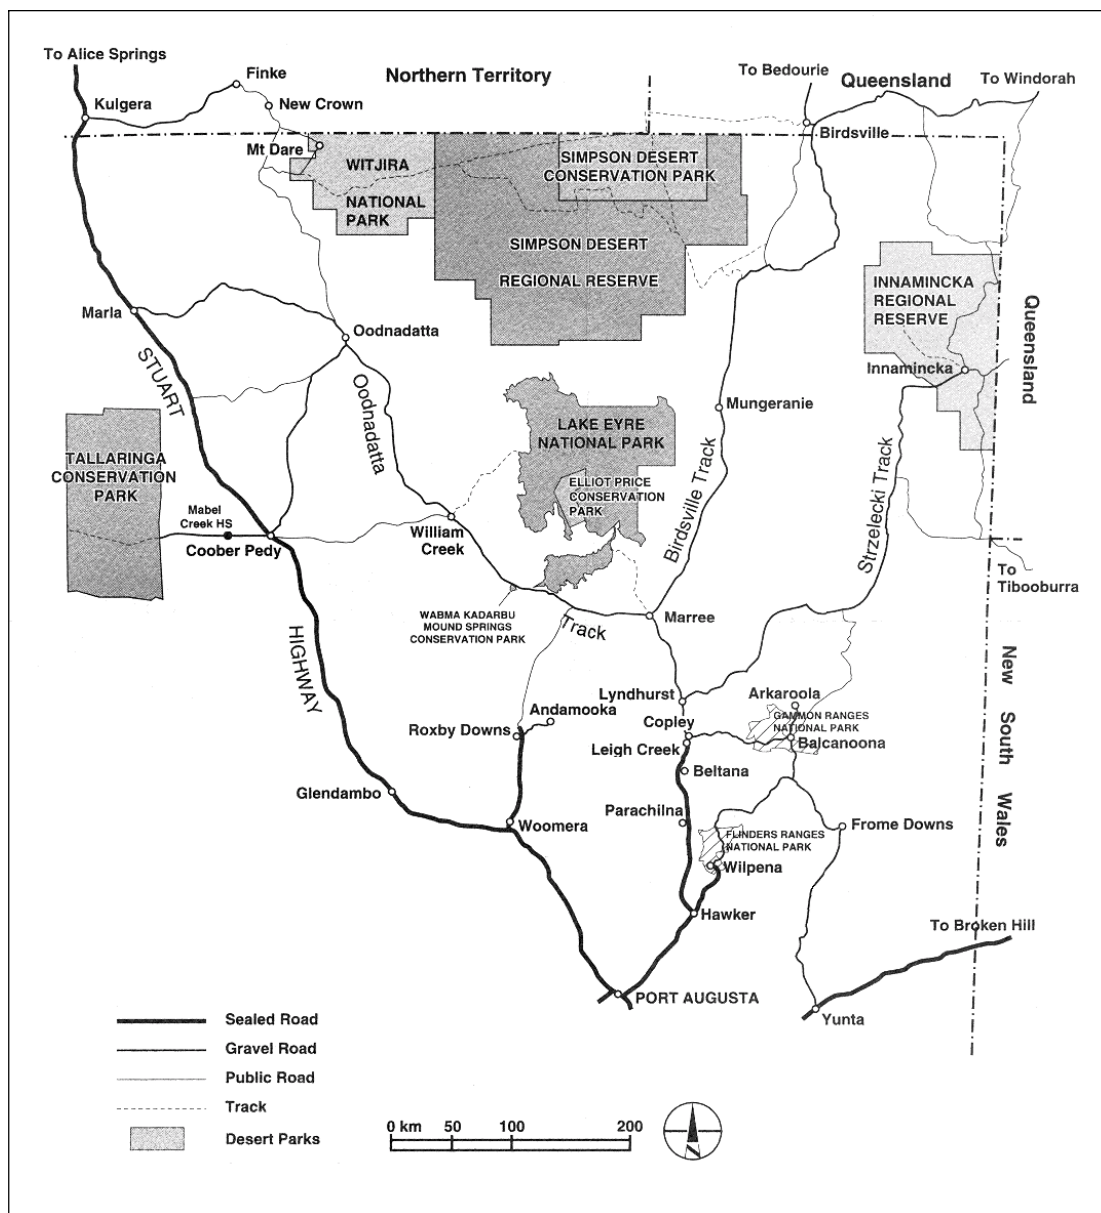 To Alice Springs
Finke
Northern Territory
To Bedourie
Queensland
To Windorah
Kulgera
New Crown
Birdsville
Mt Dare
WITJIRA
NATIONAL
PARK
SIMPSON DESERT
CONSERVATION PARK
SIMPSON DESERT
REGIONAL RESERVE
INNAMINCKA
REGIONAL
RESERVE
Queensland
Marla
Oodnadatta
Innamincka
STUART
Oodnadatta
Mungeranie
LAKE EYRE
NATIONAL PARK
TALLARINGA
CONSERVATION
PARK
ELLIOT PRICE
CONSERVATION
PARK
Birdsville Track
Strzelecki Track
Mabel
Creek HS
Coober Pedy
William
Creek
To
Tibooburra
WABMA KADARBU
MOUND SPRINGS
CONSERVATION PARK
Track
Marree
HIGHWAY
New South Wales
Lyndhurst
Arkaroola
Andamooka
Copley
GAMMON RANGES
NATIONAL PARK
Roxby Downs
Leigh Creek
Balcanoona
Beltana
Glendambo
Parachilna
Woomera
Frome Downs
FLINDERS RANGES
NATIONAL PARK
Wilpena
Hawker
To Broken Hill
PORT AUGUSTA
Yunta
Sealed Road
Gravel Road
Public Road
Track
Desert Parks
0 km 50 100 200
N